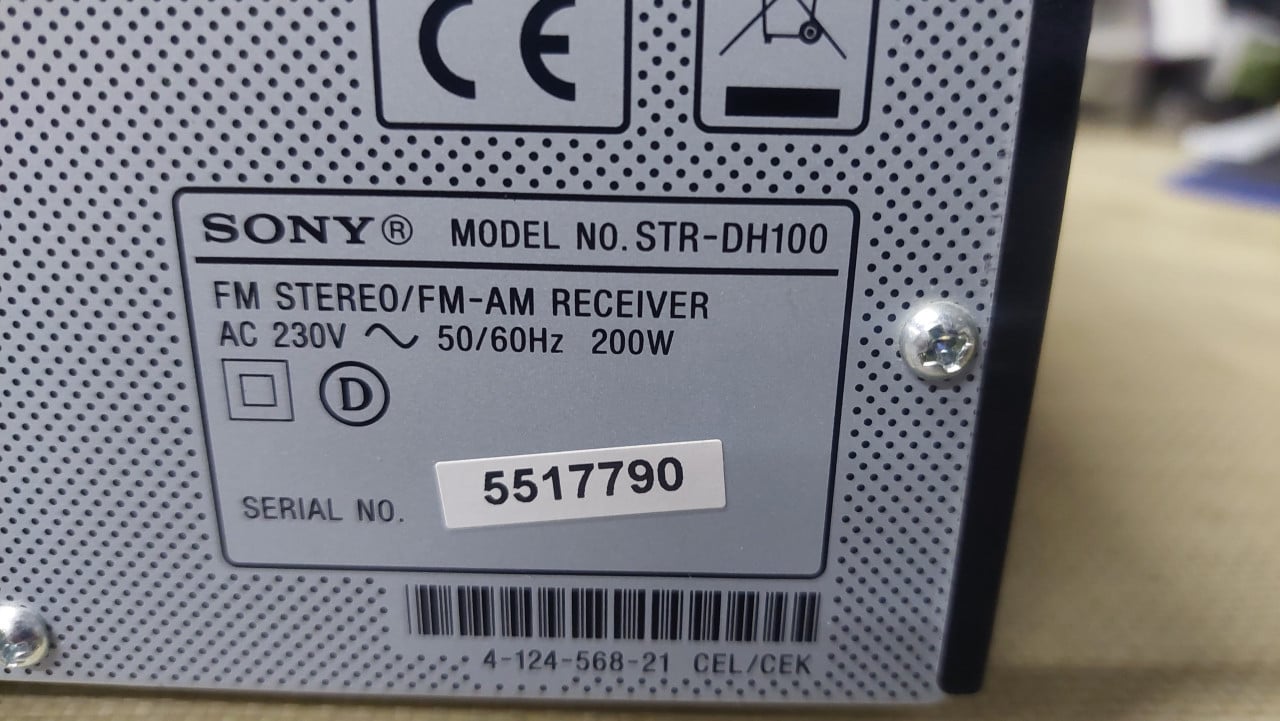 CE
SONY® MODEL NO. STR-DH100
FM STEREO/FM-AM RECEIVER
AC 230V ~ 50/60Hz 200W
D
5517790
SERIAL NO.
4-124-568-21 CEL/CEK